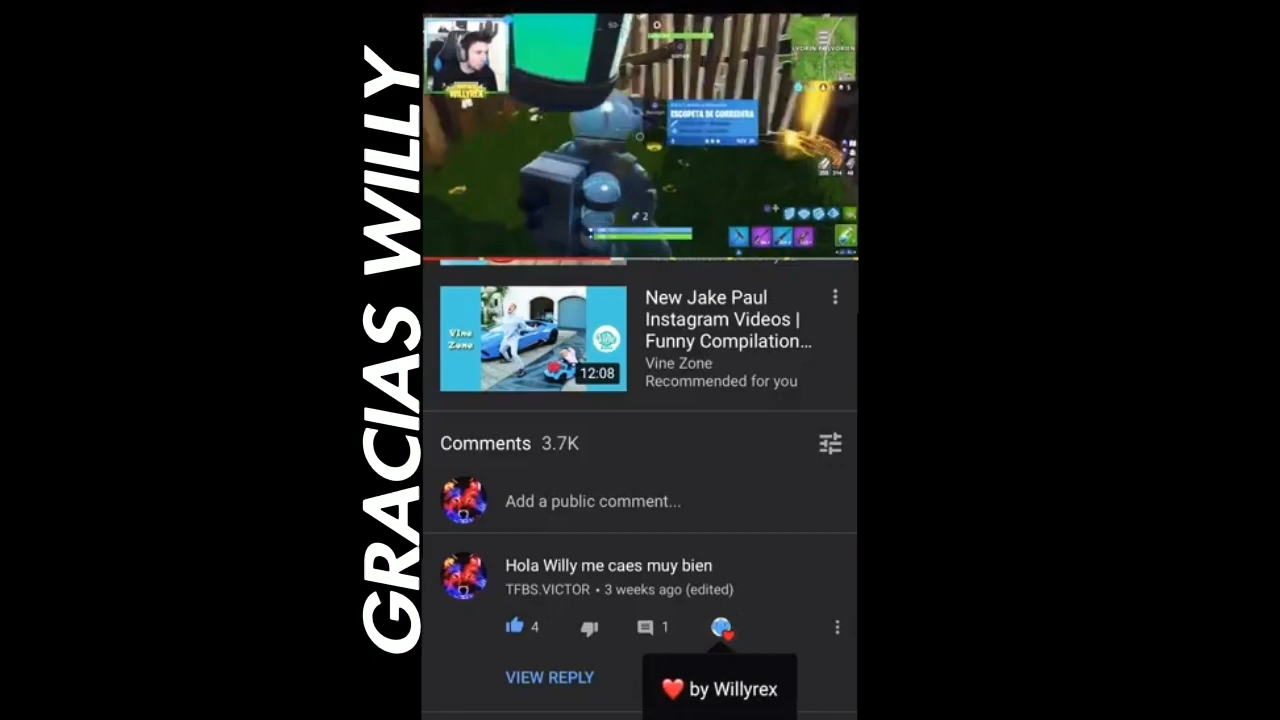 GRACIAS WILLY
WILLYREX
ESCOPETA DE CORREDERA
2
Vine
Zone
12:08
New Jake Paul
Instagram Videos |
Funny Compilation...
Vine Zone
Recommended for you
Comments 3.7K
Add a public comment...
Hola Willy me caes muy bien
TFBS.VICTOR • 3 weeks ago (edited)
4
1
VIEW REPLY
❤️ by Willyrex